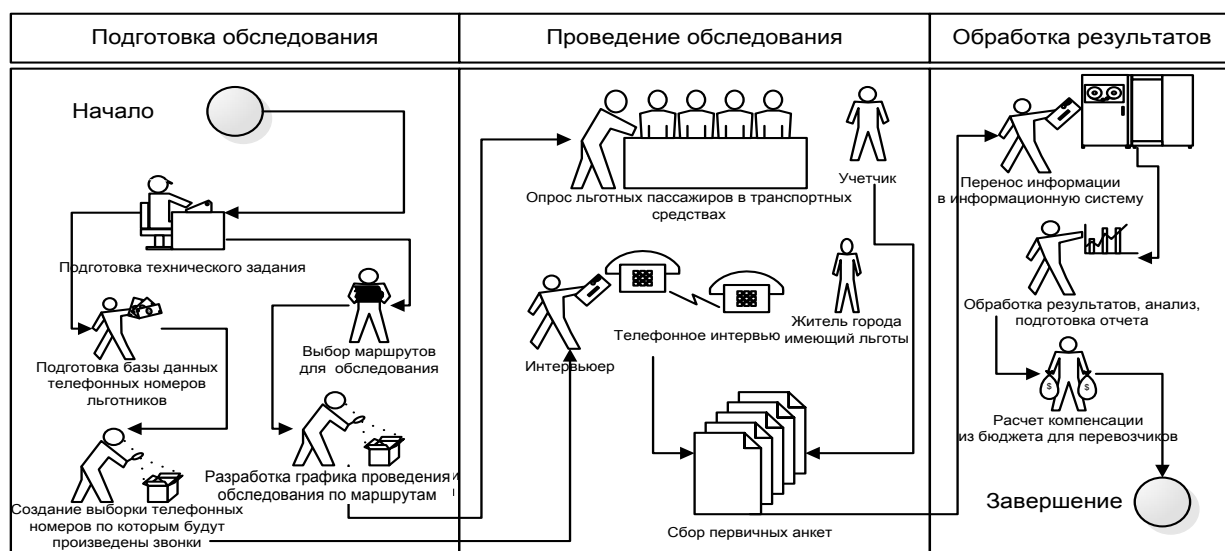 Подготовка обследования
Проведение обследования
Обработка результатов
Начало
Подготовка технического задания
Подготовка базы данных
телефонных номеров
льготников
Выбор маршрутов
для обследования
Разработка графика проведения
обследования по маршрутам
Создание выборки телефонных
номеров по которым будут
произведены звонки
Опрос льготных пассажиров в транспортных
средствах
Учетчик
Интервьюер
Телефонное интервью
Житель города
имеющий льготы
Сбор первичных анкет
Перенос информации
в информационную систему
Обработка результатов, анализ,
подготовка отчета
$ $
Расчет компенсации
из бюджета для перевозчиков
Завершение